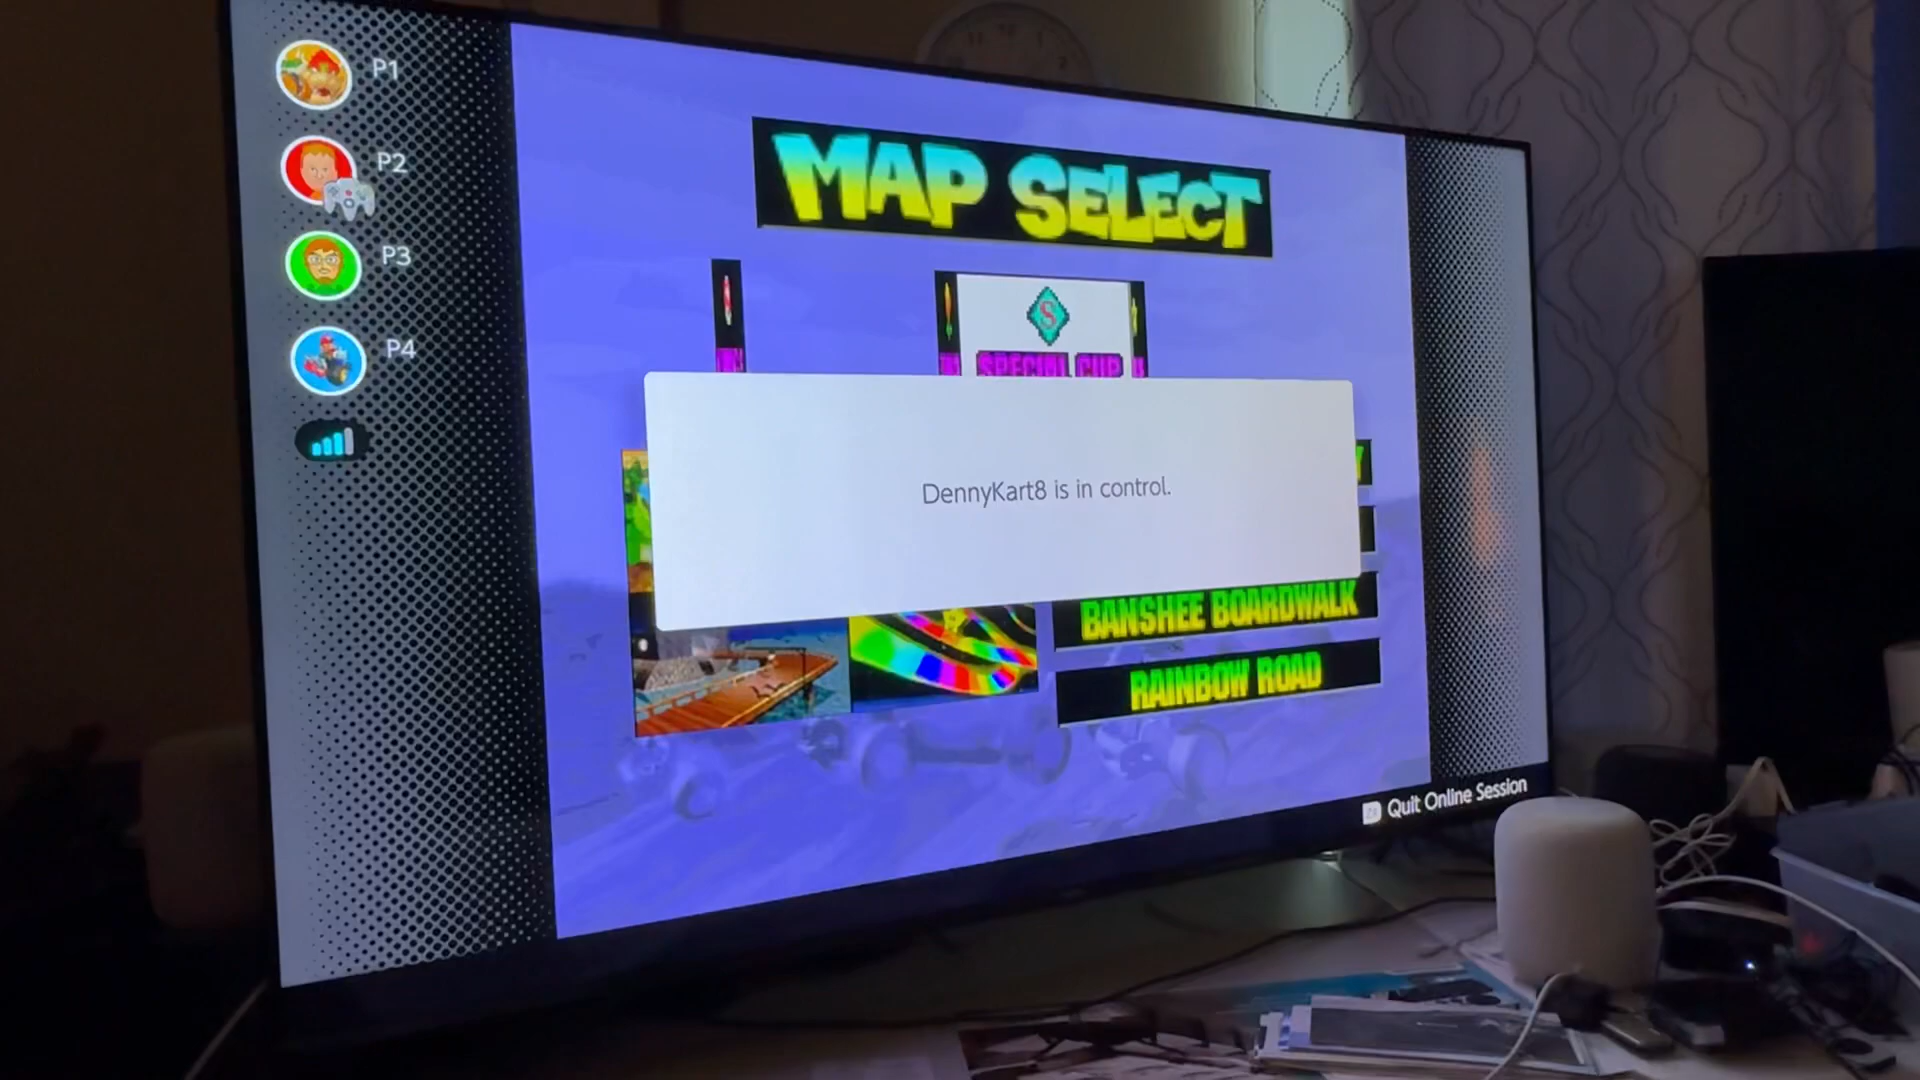 P1
P2
P3
P4
MAP SELECT
S
SPECIAL CUP
DennyKart8 is in control.
Y
BANSHEE BOARDWALK
RAINBOW ROAD
Quit Online Session